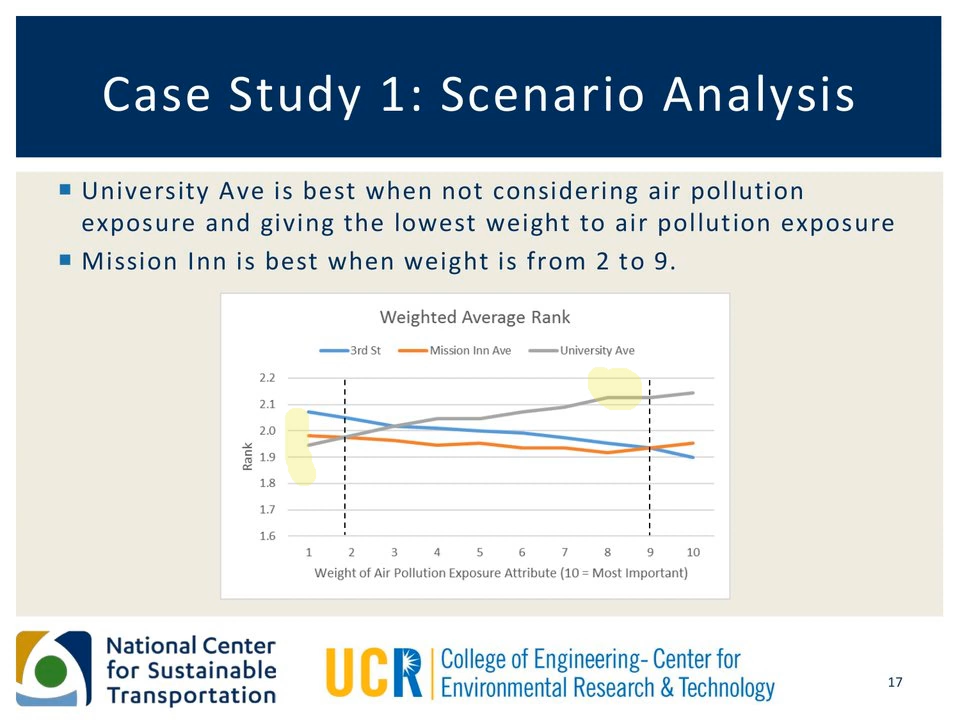 Case Study 1: Scenario Analysis
University Ave is best when not considering air pollution
exposure and giving the lowest weight to air pollution exposure
Mission Inn is best when weight is from 2 to 9.
Weighted Average Rank
3rd St Mission Inn Ave University Ave
2.2
2.1
2.0
1.9
1.8
1.7
1.6
Rank
1 2 3 4 5 6 7 8 9 10
Weight of Air Pollution Exposure Attribute (10 = Most Important)
National Center
for Sustainable
Transportation
UCR
College of Engineering- Center for
Environmental Research & Technology
17